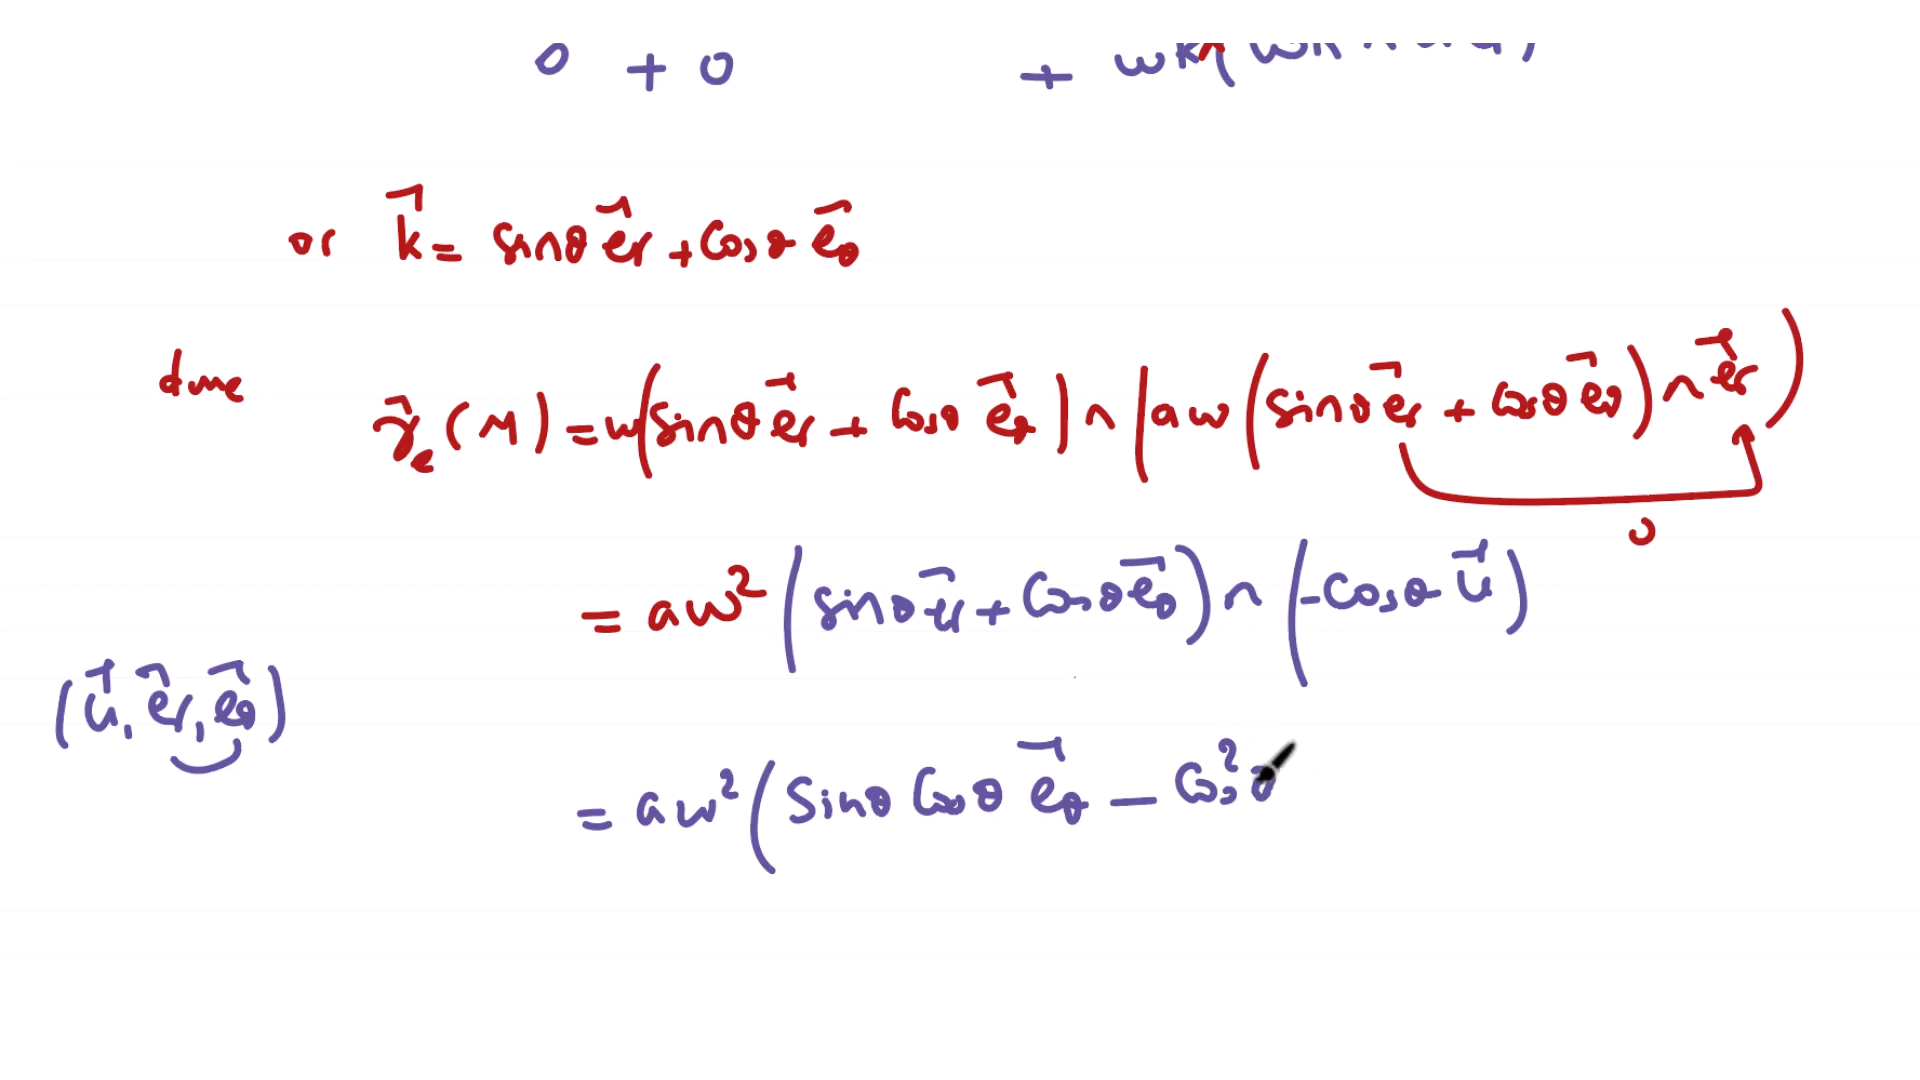 0 + 0 + ω k⃗ ∧ (
or k⃗ = sinθ e⃗r + cosθ e⃗θ
donc γ⃗e(M) = ω(sinθ e⃗r + cosθ e⃗θ) ∧ (aω(sinθ e⃗r + cosθ e⃗θ) ∧ e⃗r)
0
= aω² (sinθ e⃗r + cosθ e⃗θ) ∧ (-cosθ u⃗)
(u⃗, e⃗r, e⃗θ)
= aω² (sinθ cosθ e⃗θ - cos²θ